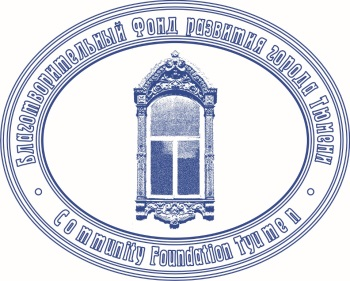 Благотворительный Фонд развития города Тюмени
Community Foundation Tyumen